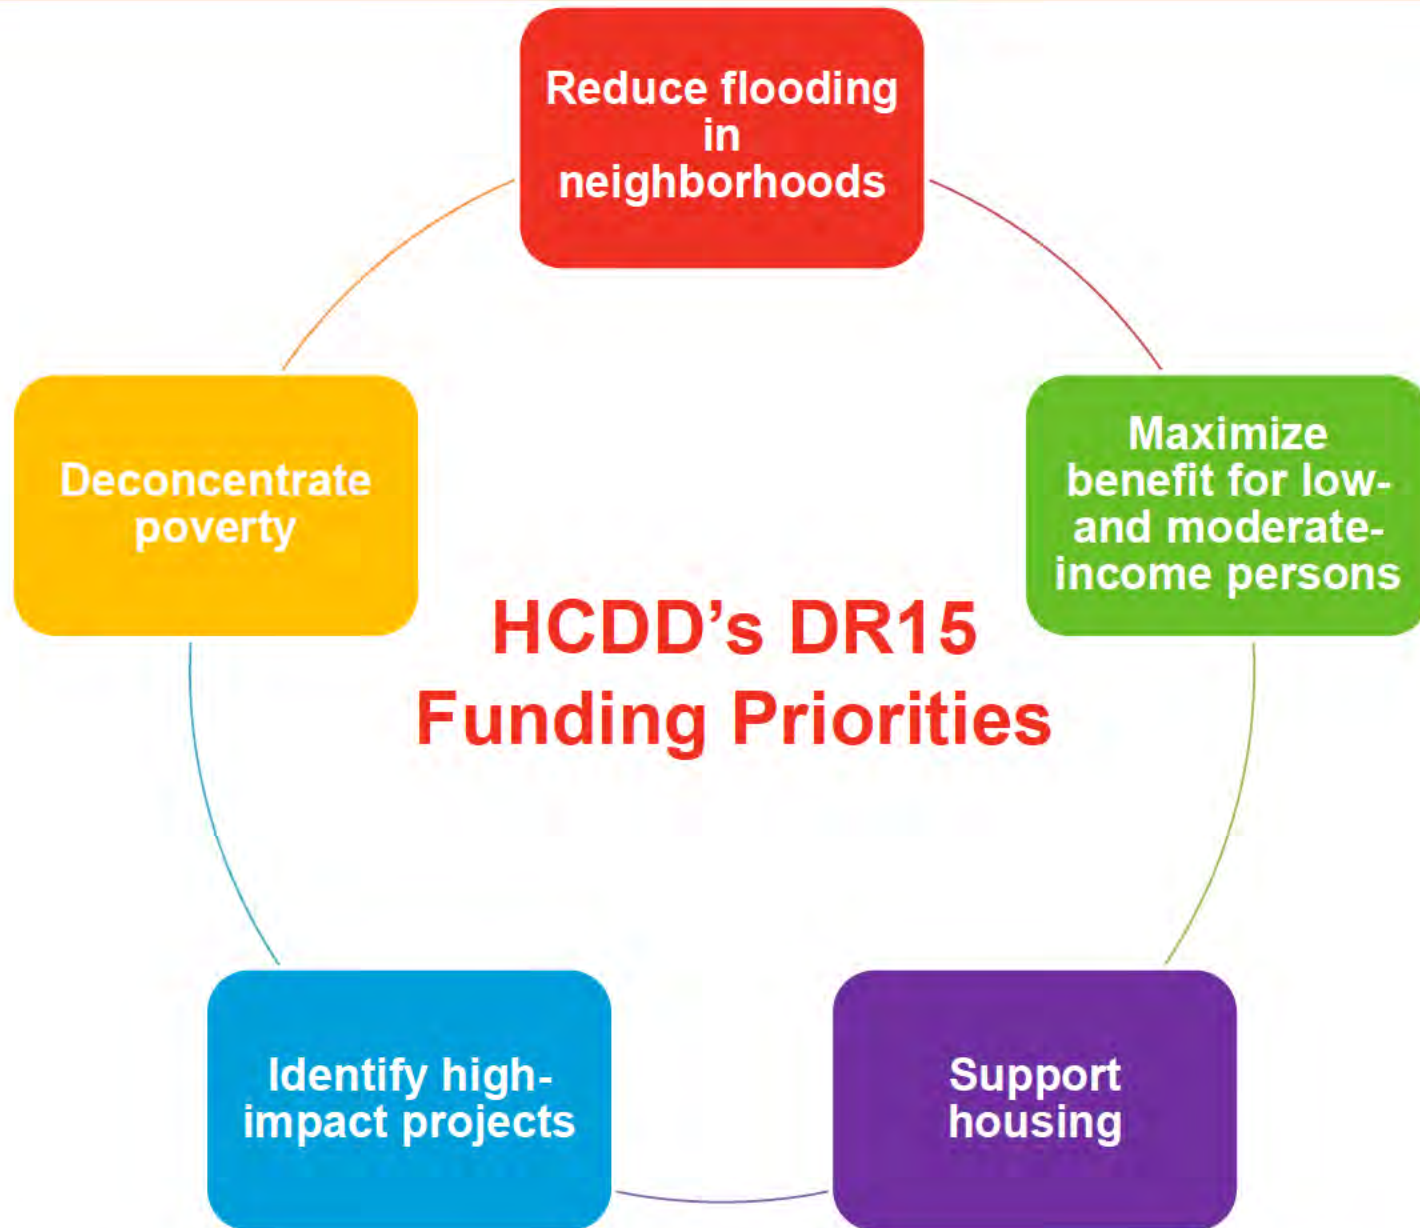 Reduce flooding
in
neighborhoods
Maximize
benefit for low-
and moderate-
income persons
Deconcentrate
poverty
HCDD’s DR15
Funding Priorities
Identify high-
impact projects
Support
housing